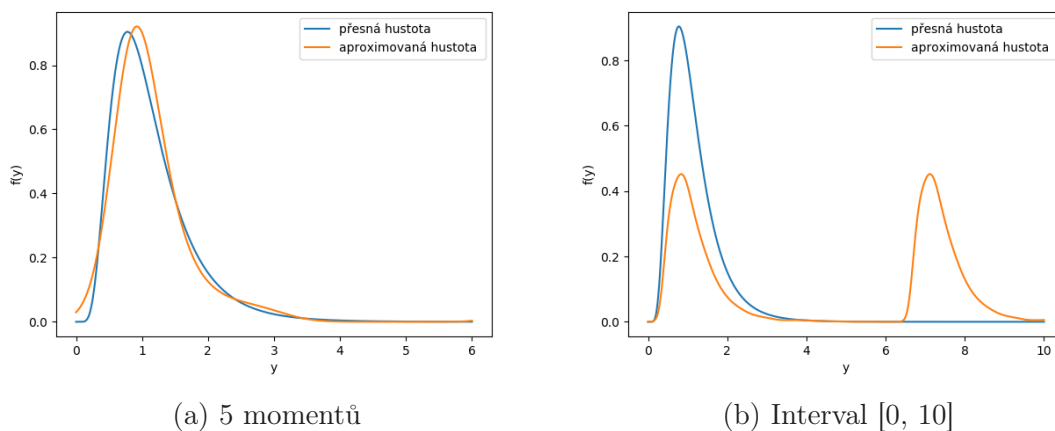 přesná hustota
aproximovaná hustota
0.8
0.6
0.4
0.2
0.0
f(y)
0 1 2 3 4 5 6
y
(a) 5 momentů
přesná hustota
aproximovaná hustota
0.8
0.6
0.4
0.2
0.0
f(y)
0 2 4 6 8 10
y
(b) Interval [0, 10]